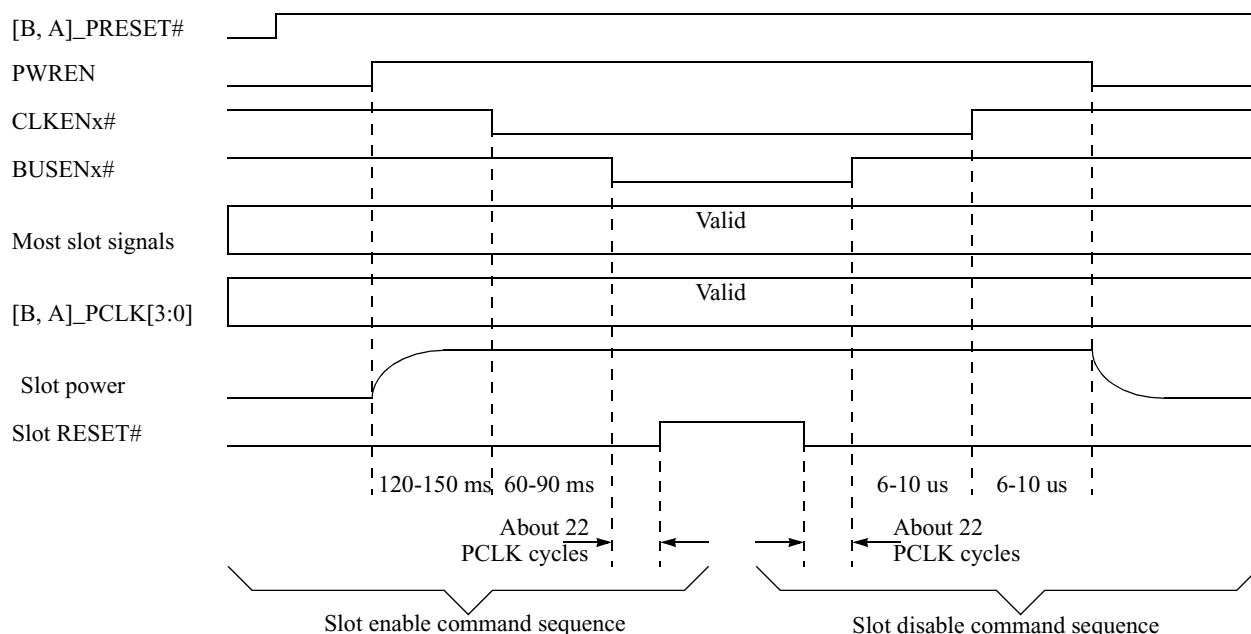 [B, A]_PRESET#
PWREN
CLKENx#
BUSENx#
Valid
Most slot signals
Valid
[B, A]_PCLK[3:0]
Slot power
Slot RESET#
120-150 ms
60-90 ms
6-10 us
6-10 us
About 22
PCLK cycles
About 22
PCLK cycles
Slot enable command sequence
Slot disable command sequence